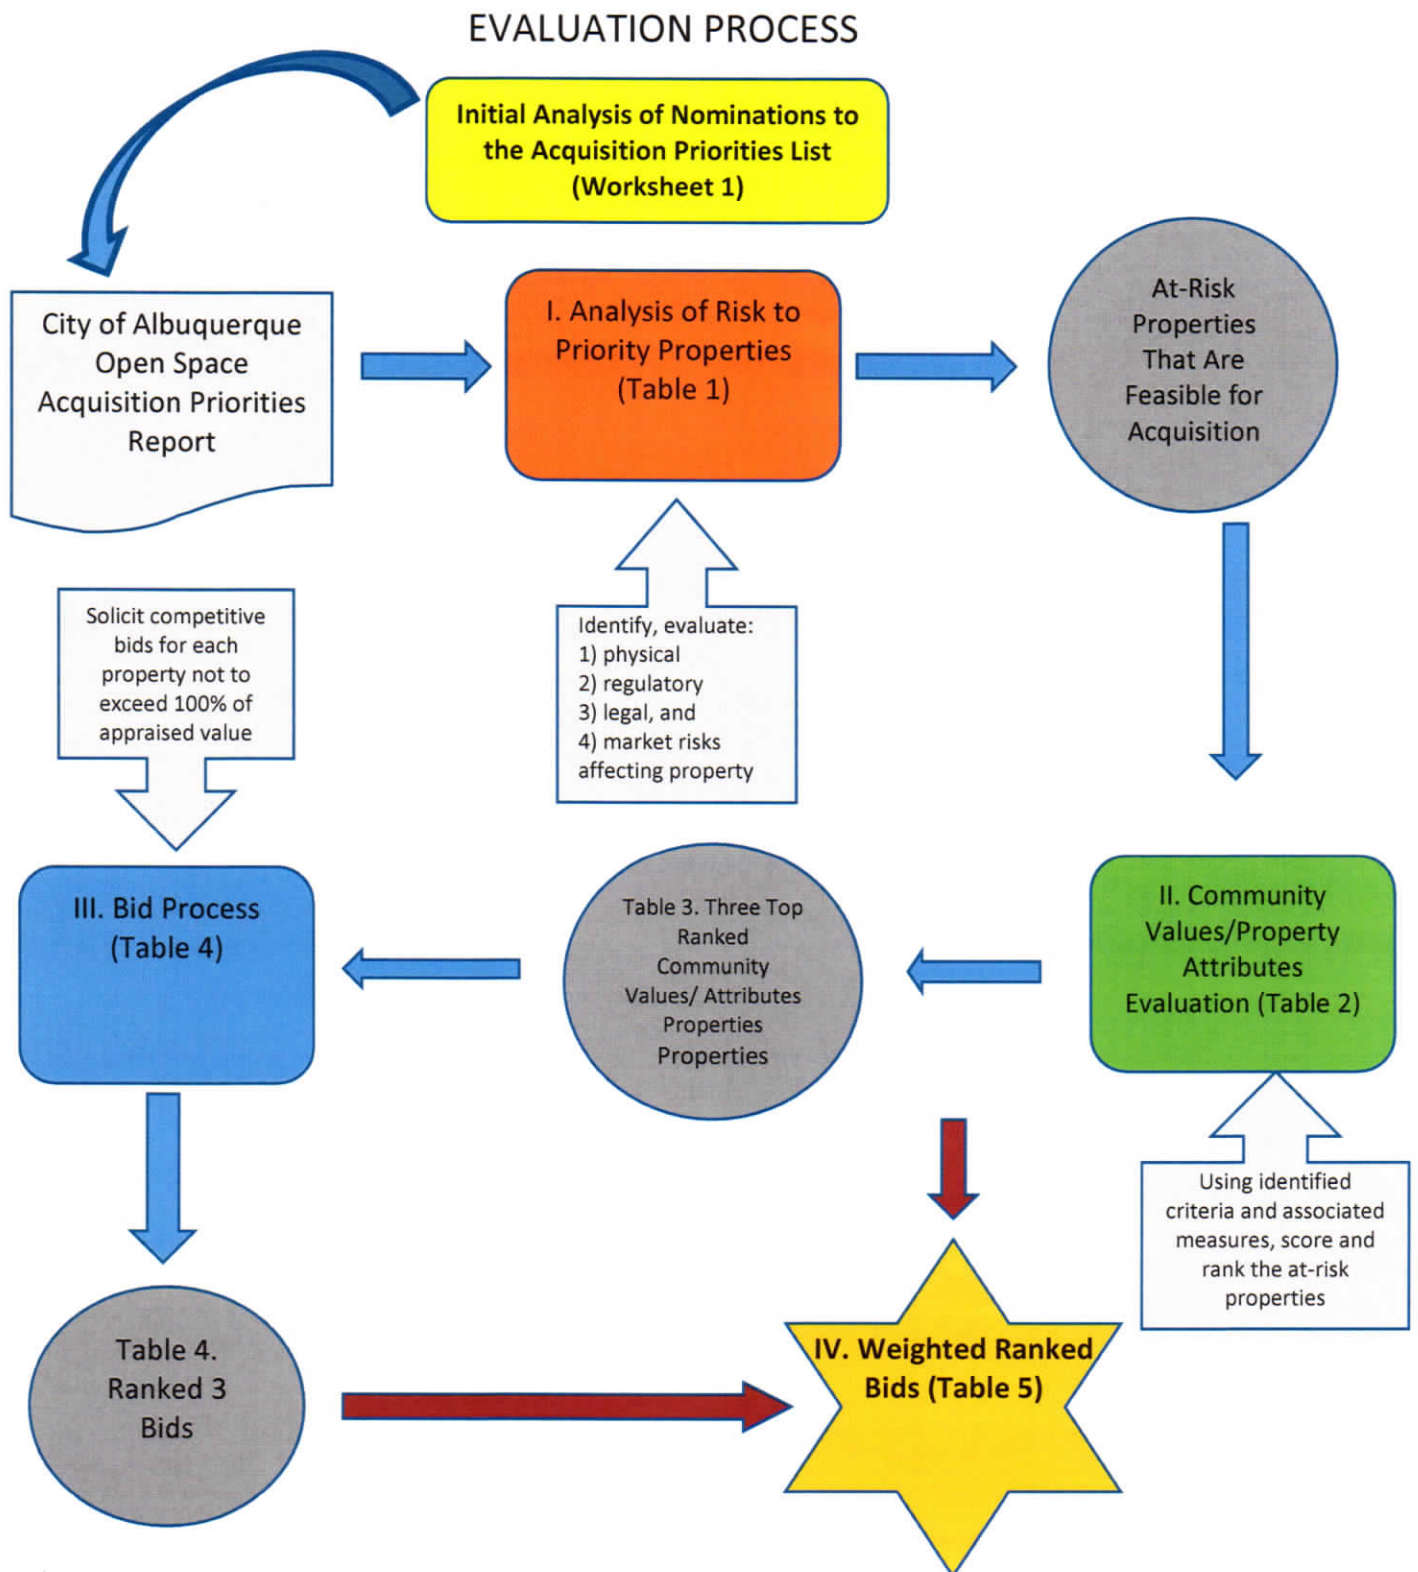 EVALUATION PROCESS
Initial Analysis of Nominations to
the Acquisition Priorities List
(Worksheet 1)
City of Albuquerque
Open Space
Acquisition Priorities
Report
I. Analysis of Risk to
Priority Properties
(Table 1)
At-Risk
Properties
That Are
Feasible for
Acquisition
Solicit competitive
bids for each
property not to
exceed 100% of
appraised value
Identify, evaluate:
1) physical
2) regulatory
3) legal, and
4) market risks
affecting property
III. Bid Process
(Table 4)
Table 3. Three Top
Ranked
Community
Values/ Attributes
Properties
Properties
II. Community
Values/Property
Attributes
Evaluation (Table 2)
Using identified
criteria and associated
measures, score and
rank the at-risk
properties
Table 4.
Ranked 3
Bids
IV. Weighted Ranked
Bids (Table 5)